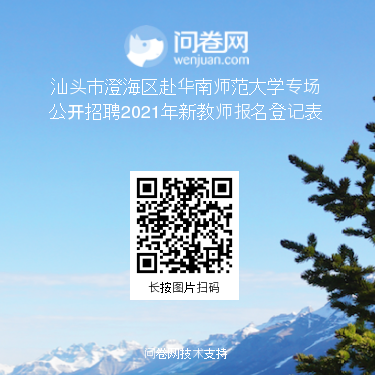 问卷网
wenjuan.com
汕头市澄海区赴华南师范大学专场
公开招聘2021年新教师报名登记表
长按图片扫码
问卷网技术支持